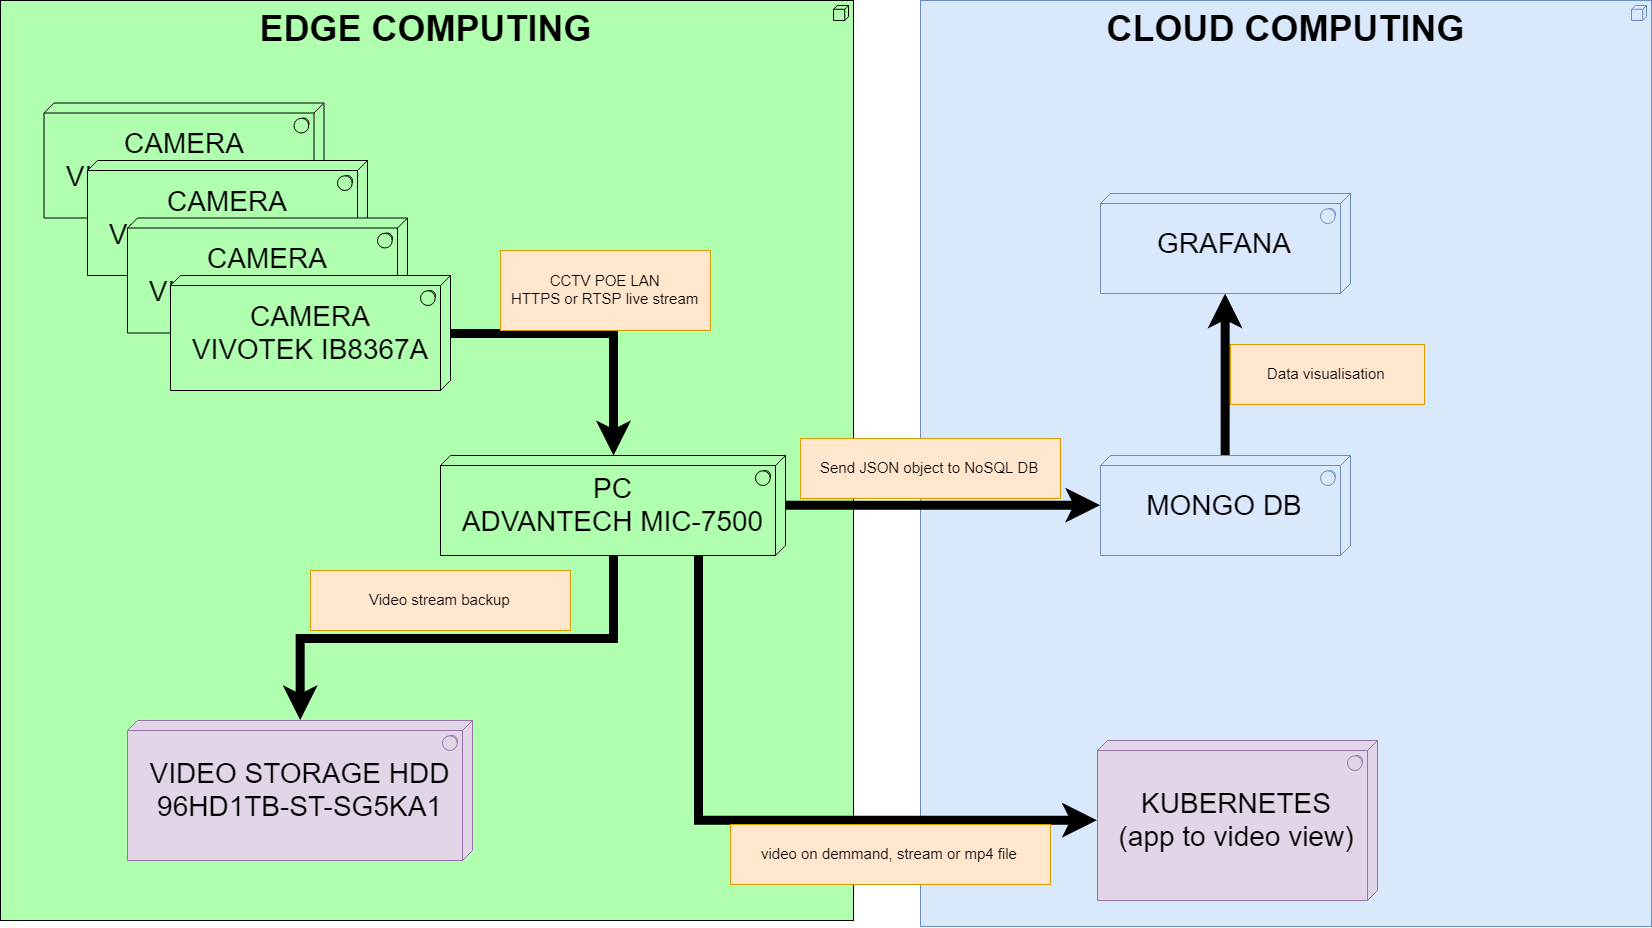 EDGE COMPUTING
CLOUD COMPUTING
CAMERA
VI
CAMERA
V
CAMERA
V
CAMERA
VIVOTEK IB8367A
CCTV POE LAN
HTTPS or RTSP live stream
GRAFANA
Data visualisation
PC
ADVANTECH MIC-7500
Send JSON object to NoSQL DB
MONGO DB
Video stream backup
VIDEO STORAGE HDD
96HD1TB-ST-SG5KA1
KUBERNETES
(app to video view)
video on demmand, stream or mp4 file